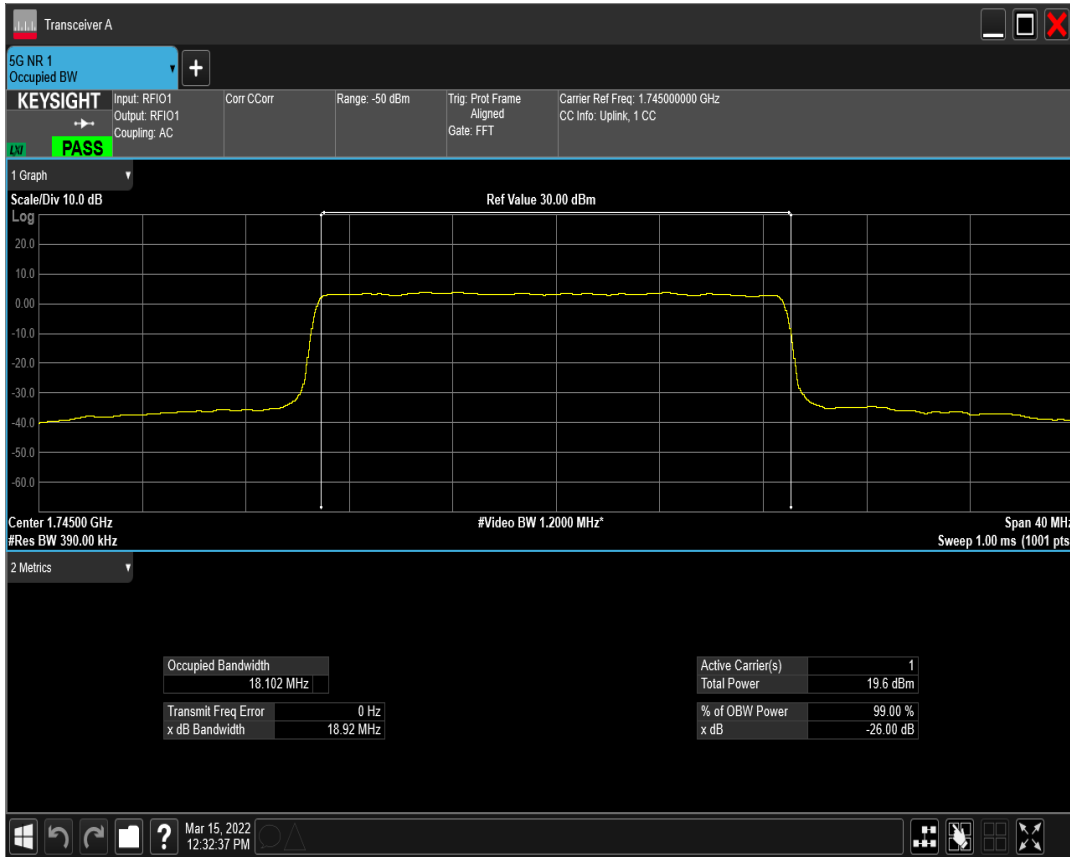 Transceiver A
5G NR 1
Occupied BW
KEYSIGHT
LXI
PASS
Input: RFIO1
Output: RFIO1
Coupling: AC
Corr CCorr
Range: -50 dBm
Trig: Prot Frame
Aligned
Gate: FFT
Carrier Ref Freq: 1.745000000 GHz
CC Info: Uplink, 1 CC
1 Graph
Scale/Div 10.0 dB
Ref Value 30.00 dBm
Log
20.0
10.0
0.00
-10.0
-20.0
-30.0
-40.0
-50.0
-60.0
Center 1.74500 GHz
#Video BW 1.2000 MHz*
Span 40 MHz
#Res BW 390.00 kHz
Sweep 1.00 ms (1001 pts
2 Metrics
Occupied Bandwidth
18.102 MHz
Transmit Freq Error 0 Hz
x dB Bandwidth 18.92 MHz
Active Carrier(s) 1
Total Power 19.6 dBm
% of OBW Power 99.00 %
x dB -26.00 dB
Mar 15, 2022
12:32:37 PM